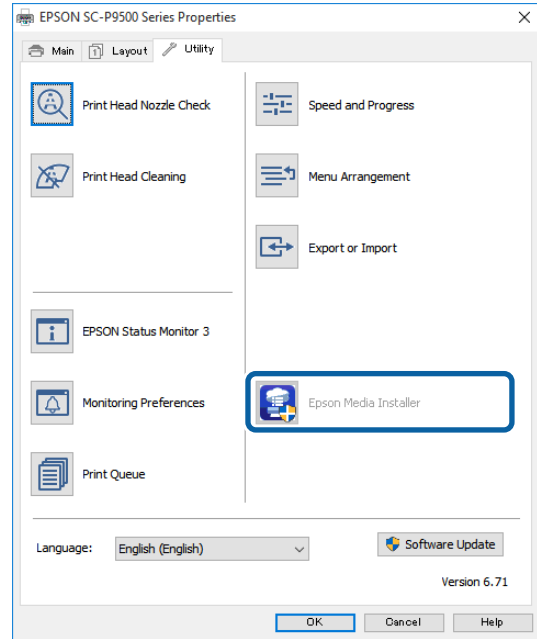 EPSON SC-P9500 Series Properties
Main
Layout
Utility
Print Head Nozzle Check
Speed and Progress
Print Head Cleaning
Menu Arrangement
Export or Import
EPSON Status Monitor 3
Monitoring Preferences
Epson Media Installer
Print Queue
Language:
English (English)
Software Update
Version 6.71
OK
Cancel
Help